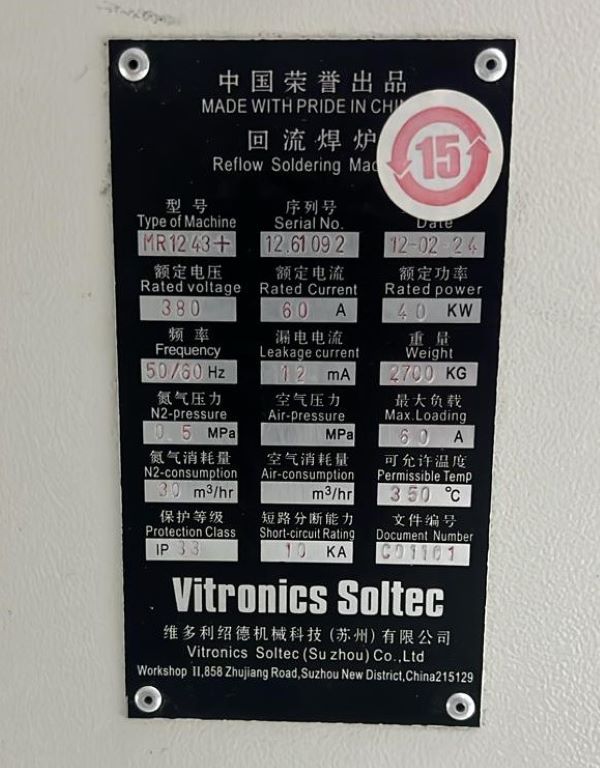 中国荣誉出品
MADE WITH PRIDE IN
回流焊炉
Reflow Soldering
15
型号 序列号
Type of Machine Serial No. Date
MR1243+ 12.61092 12-02-24
额定电压 额定电流 额定功率
Rated voltage Rated Current Rated power
380 60 A 40 KW
频率 漏电电流 重量
Frequency Leakage current Weight
50/60 Hz 12 mA 2700 KG
氮气压力 空气压力 最大负载
N2-pressure Air-pressure Max.Loading
0.5 MPa MPa 60 A
氮气消耗量 空气消耗量 可允许温度
N2-consumption Air-consumption Permissible Temp
30 m³/hr m³/hr 350 ℃
保护等级 短路分断能力 文件编号
Protection Class Short-circuit Rating Document Number
IP 33 10 KA C01161
Vitronics Soltec
维多利绍德机械科技(苏州)有限公司
Vitronics Soltec (Su zhou) Co.,Ltd
Workshop II,858 Zhujiang Road,Suzhou New District,China215129